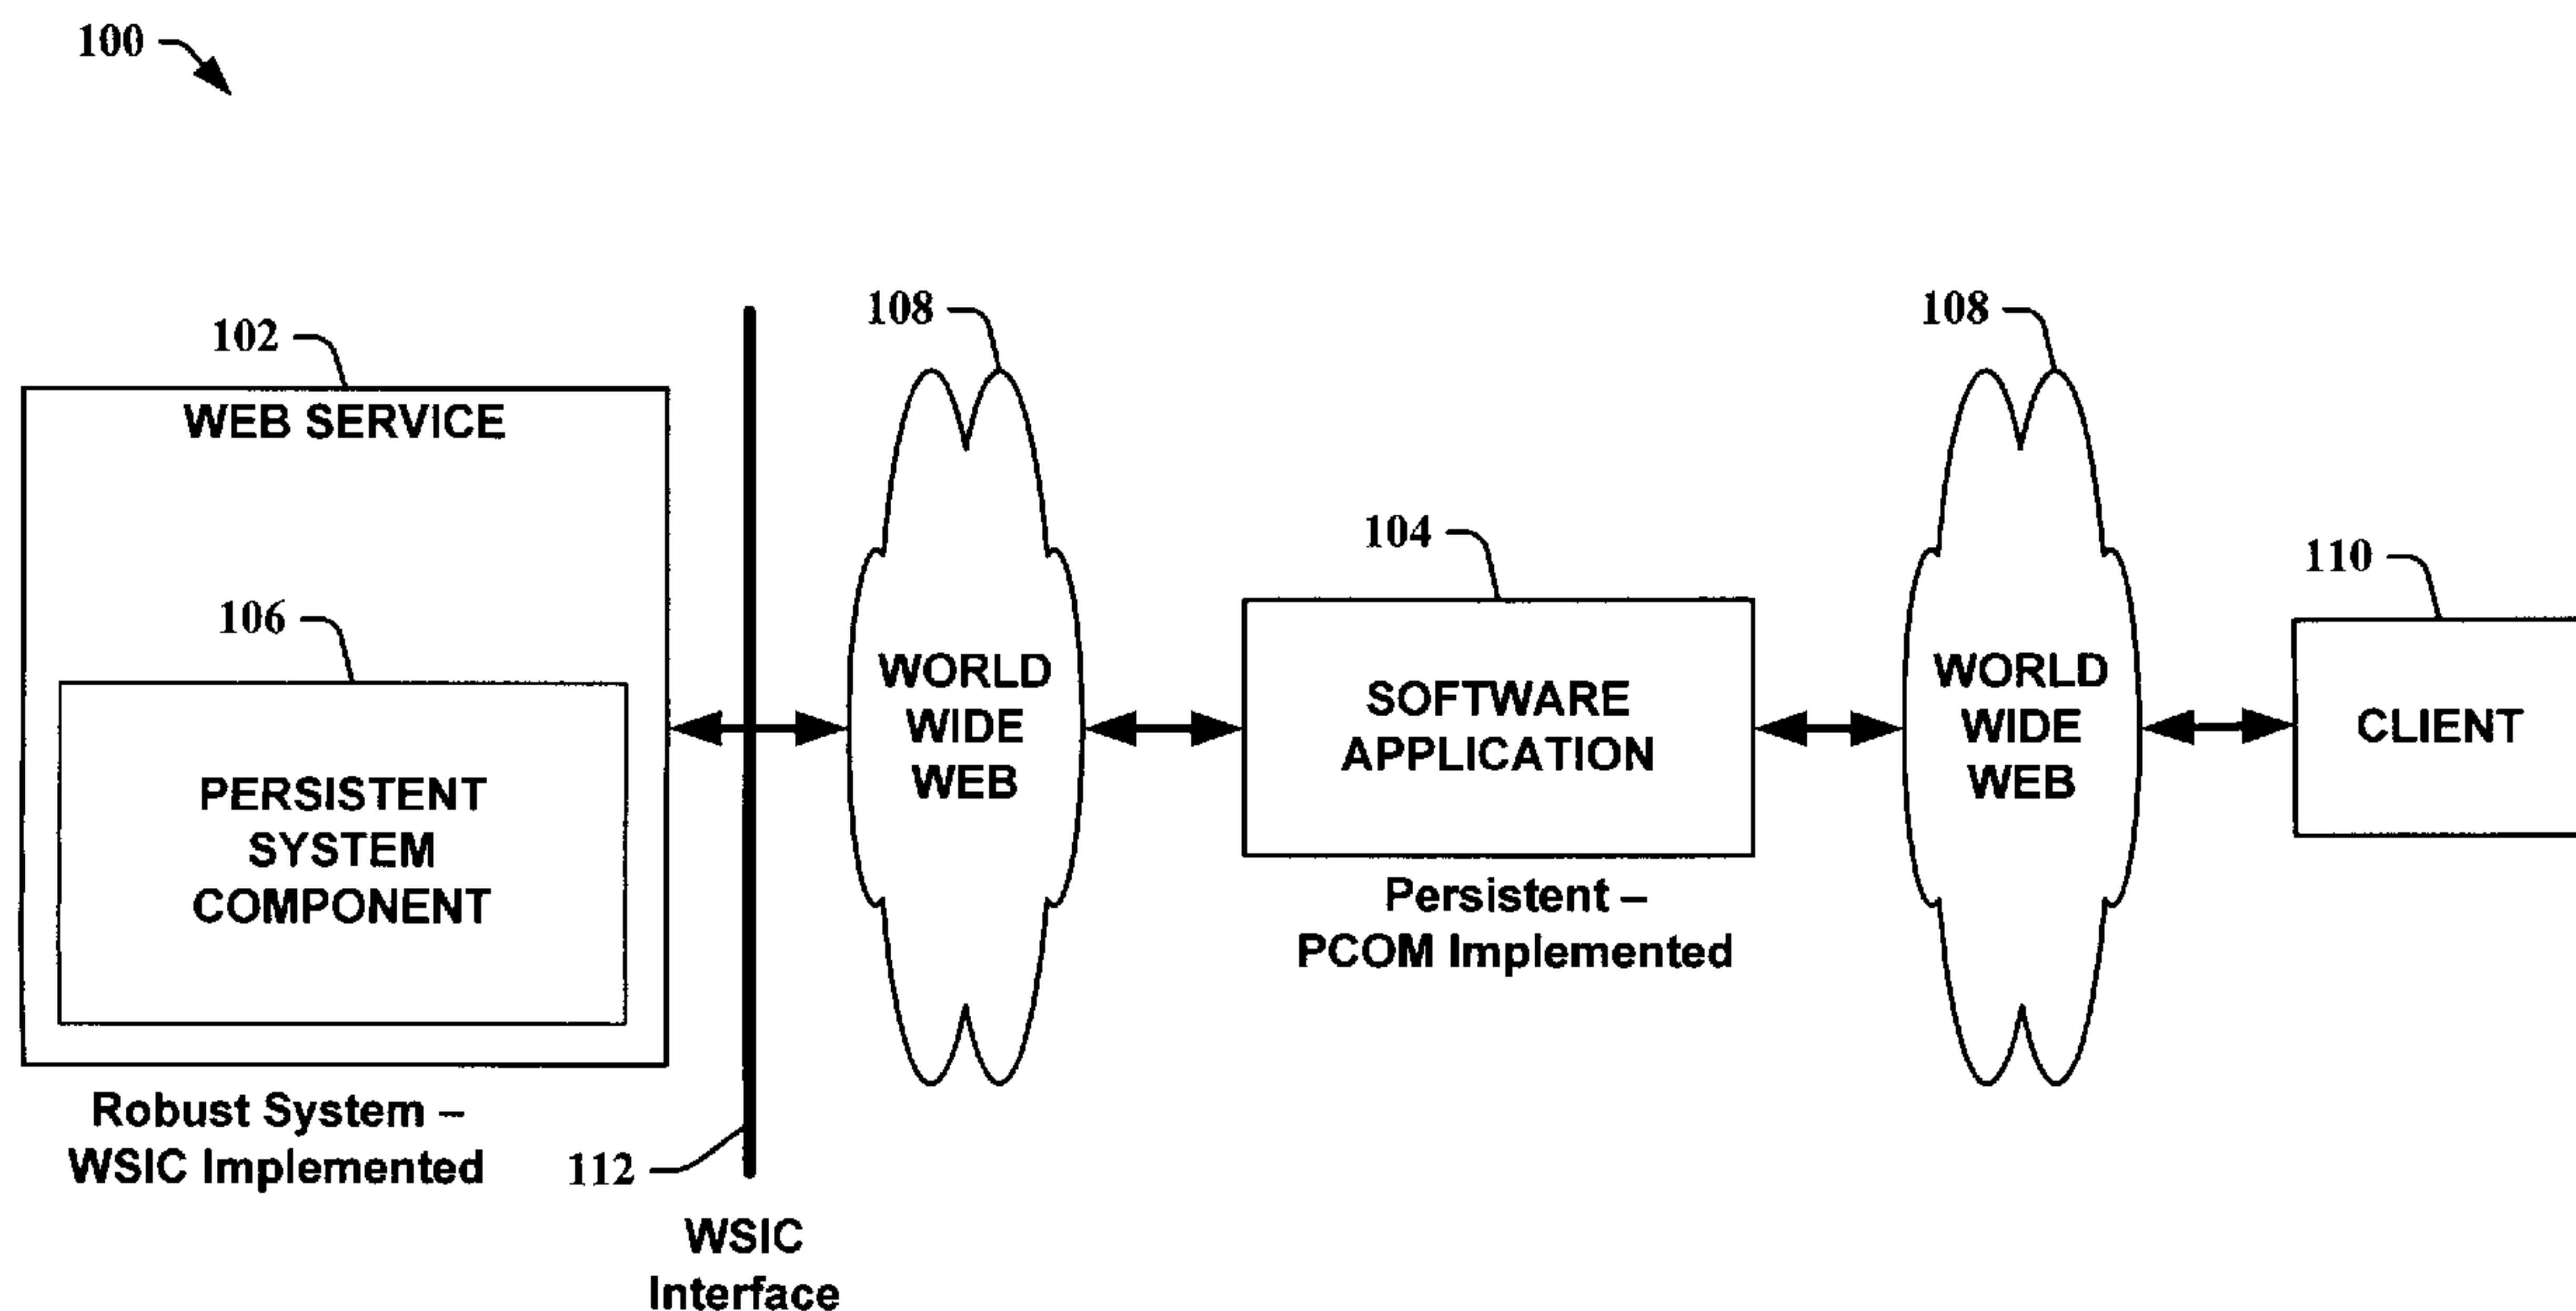 100
102
WEB SERVICE
106
PERSISTENT
SYSTEM
COMPONENT
Robust System –
WSIC Implemented
112
WSIC
Interface
108
WORLD
WIDE
WEB
104
SOFTWARE
APPLICATION
Persistent –
PCOM Implemented
108
WORLD
WIDE
WEB
110
CLIENT